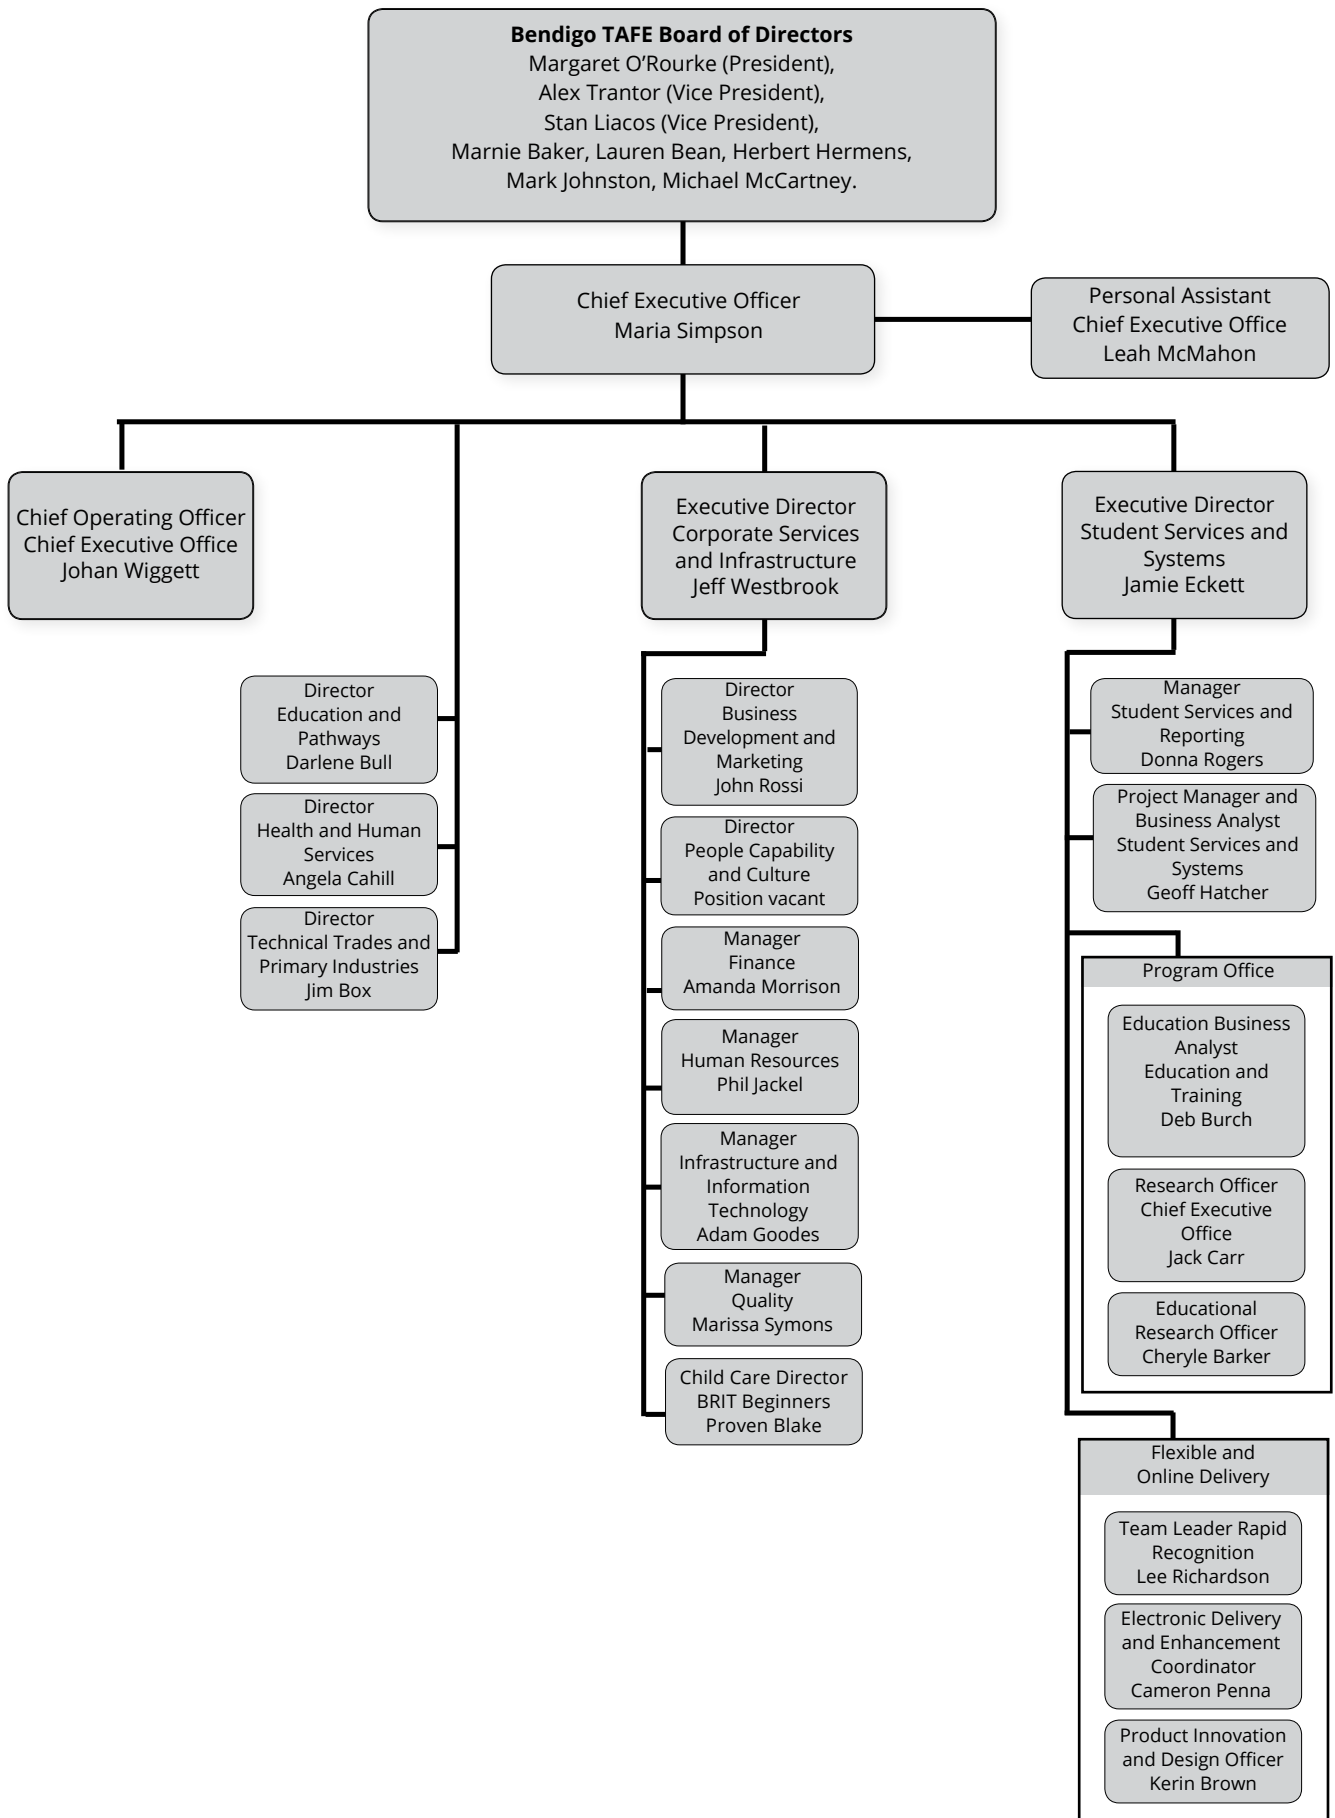 Bendigo TAFE Board of Directors
Margaret O’Rourke (President),
Alex Trantor (Vice President),
Stan Liacos (Vice President),
Marnie Baker, Lauren Bean, Herbert Hermens,
Mark Johnston, Michael McCartney.
Chief Executive Officer
Maria Simpson
Personal Assistant
Chief Executive Office
Leah McMahon
Chief Operating Officer
Chief Executive Office
Johan Wiggett
Director
Education and
Pathways
Darlene Bull
Director
Health and Human
Services
Angela Cahill
Director
Technical Trades and
Primary Industries
Jim Box
Executive Director
Corporate Services
and Infrastructure
Jeff Westbrook
Director
Business
Development and
Marketing
John Rossi
Director
People Capability
and Culture
Position vacant
Manager
Finance
Amanda Morrison
Manager
Human Resources
Phil Jackel
Manager
Infrastructure and
Information
Technology
Adam Goodes
Manager
Quality
Marissa Symons
Child Care Director
BRIT Beginners
Proven Blake
Executive Director
Student Services and
Systems
Jamie Eckett
Manager
Student Services and
Reporting
Donna Rogers
Project Manager and
Business Analyst
Student Services and
Systems
Geoff Hatcher
Program Office
Education Business
Analyst
Education and
Training
Deb Burch
Research Officer
Chief Executive
Office
Jack Carr
Educational
Research Officer
Cheryle Barker
Flexible and
Online Delivery
Team Leader Rapid
Recognition
Lee Richardson
Electronic Delivery
and Enhancement
Coordinator
Cameron Penna
Product Innovation
and Design Officer
Kerin Brown